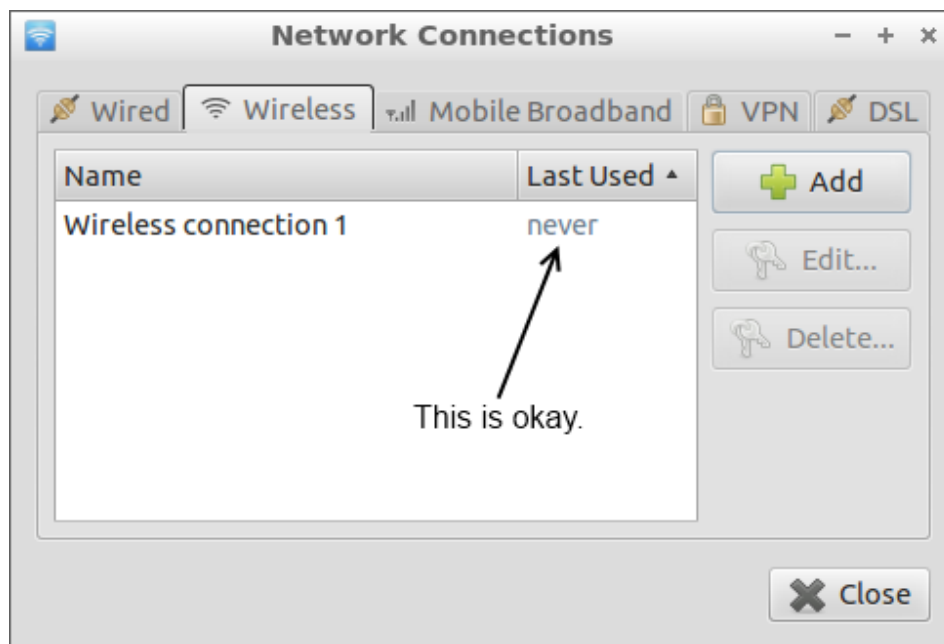 Network Connections
Wired Wireless Mobile Broadband VPN DSL
Name Last Used Add
Wireless connection 1 never
Edit...
Delete...
This is okay.
Close